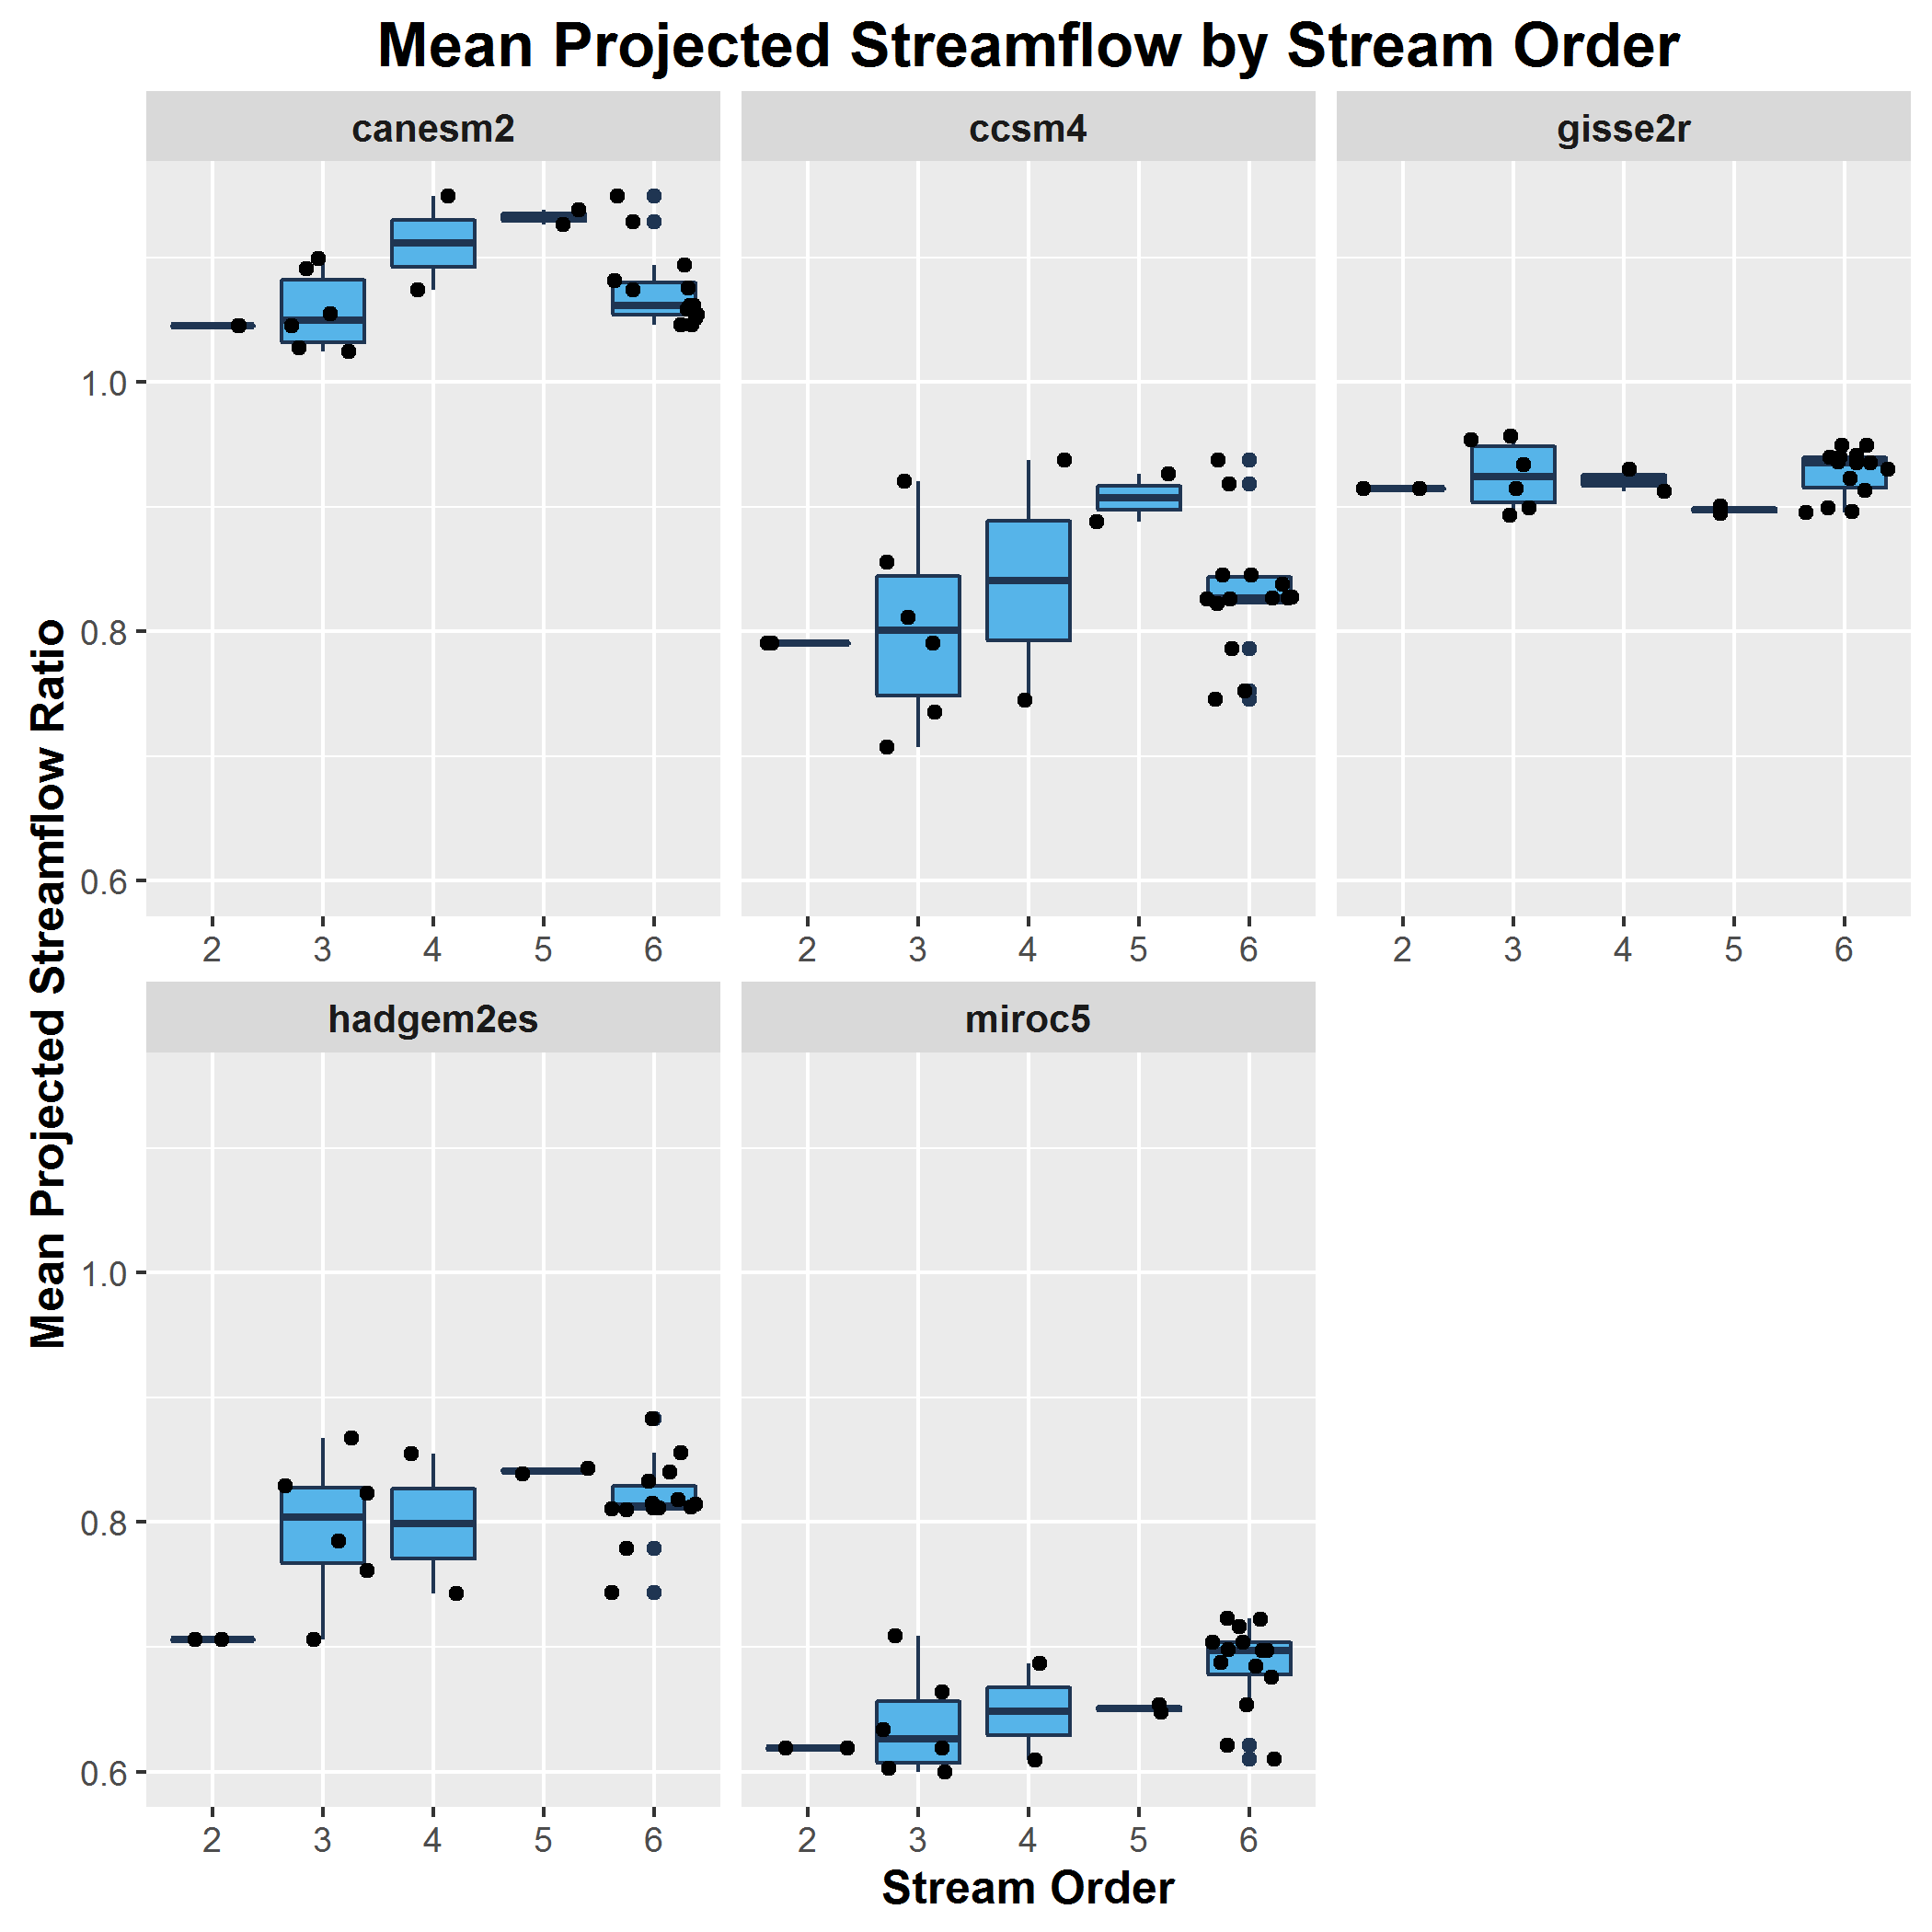 Mean Projected Streamflow by Stream Order
canesm2 ccsm4 gisse2r
Mean Projected Streamflow Ratio
1.0
0.8
0.6
2 3 4 5 6 2 3 4 5 6 2 3 4 5 6
hadgem2es miroc5
1.0
0.8
0.6
2 3 4 5 6 2 3 4 5 6
Stream Order